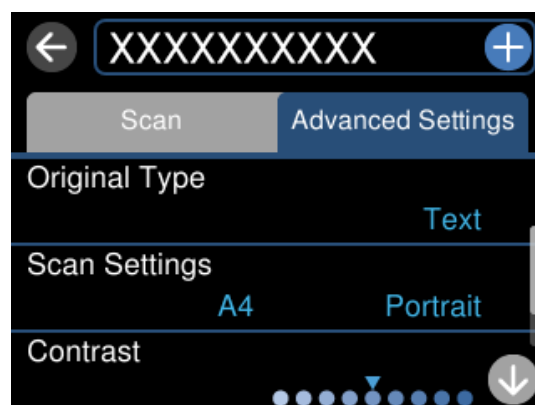 XXXXXXXXXX
Scan Advanced Settings
Original Type
Text
Scan Settings
A4 Portrait
Contrast